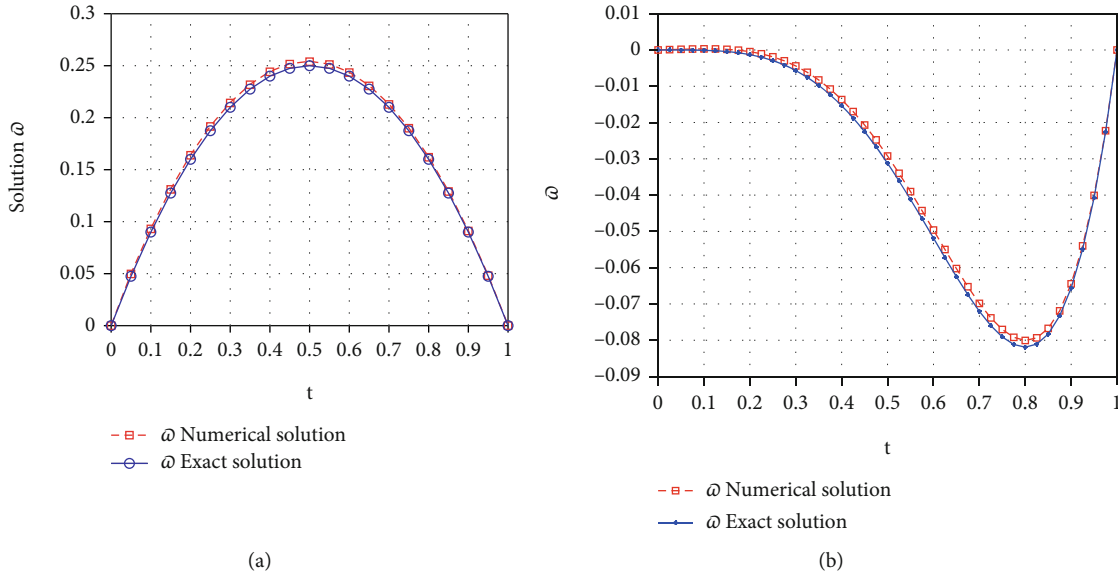 0.3
0.25
0.2
0.15
0.1
0.05
0
Solution ϖ
0 0.1 0.2 0.3 0.4 0.5 0.6 0.7 0.8 0.9 1
t
ϖ Numerical solution
ϖ Exact solution
(a)
0.01
0
−0.01
−0.02
−0.03
−0.04
−0.05
−0.06
−0.07
−0.08
−0.09
ϖ
0 0.1 0.2 0.3 0.4 0.5 0.6 0.7 0.8 0.9 1
t
ϖ Numerical solution
ϖ Exact solution
(b)